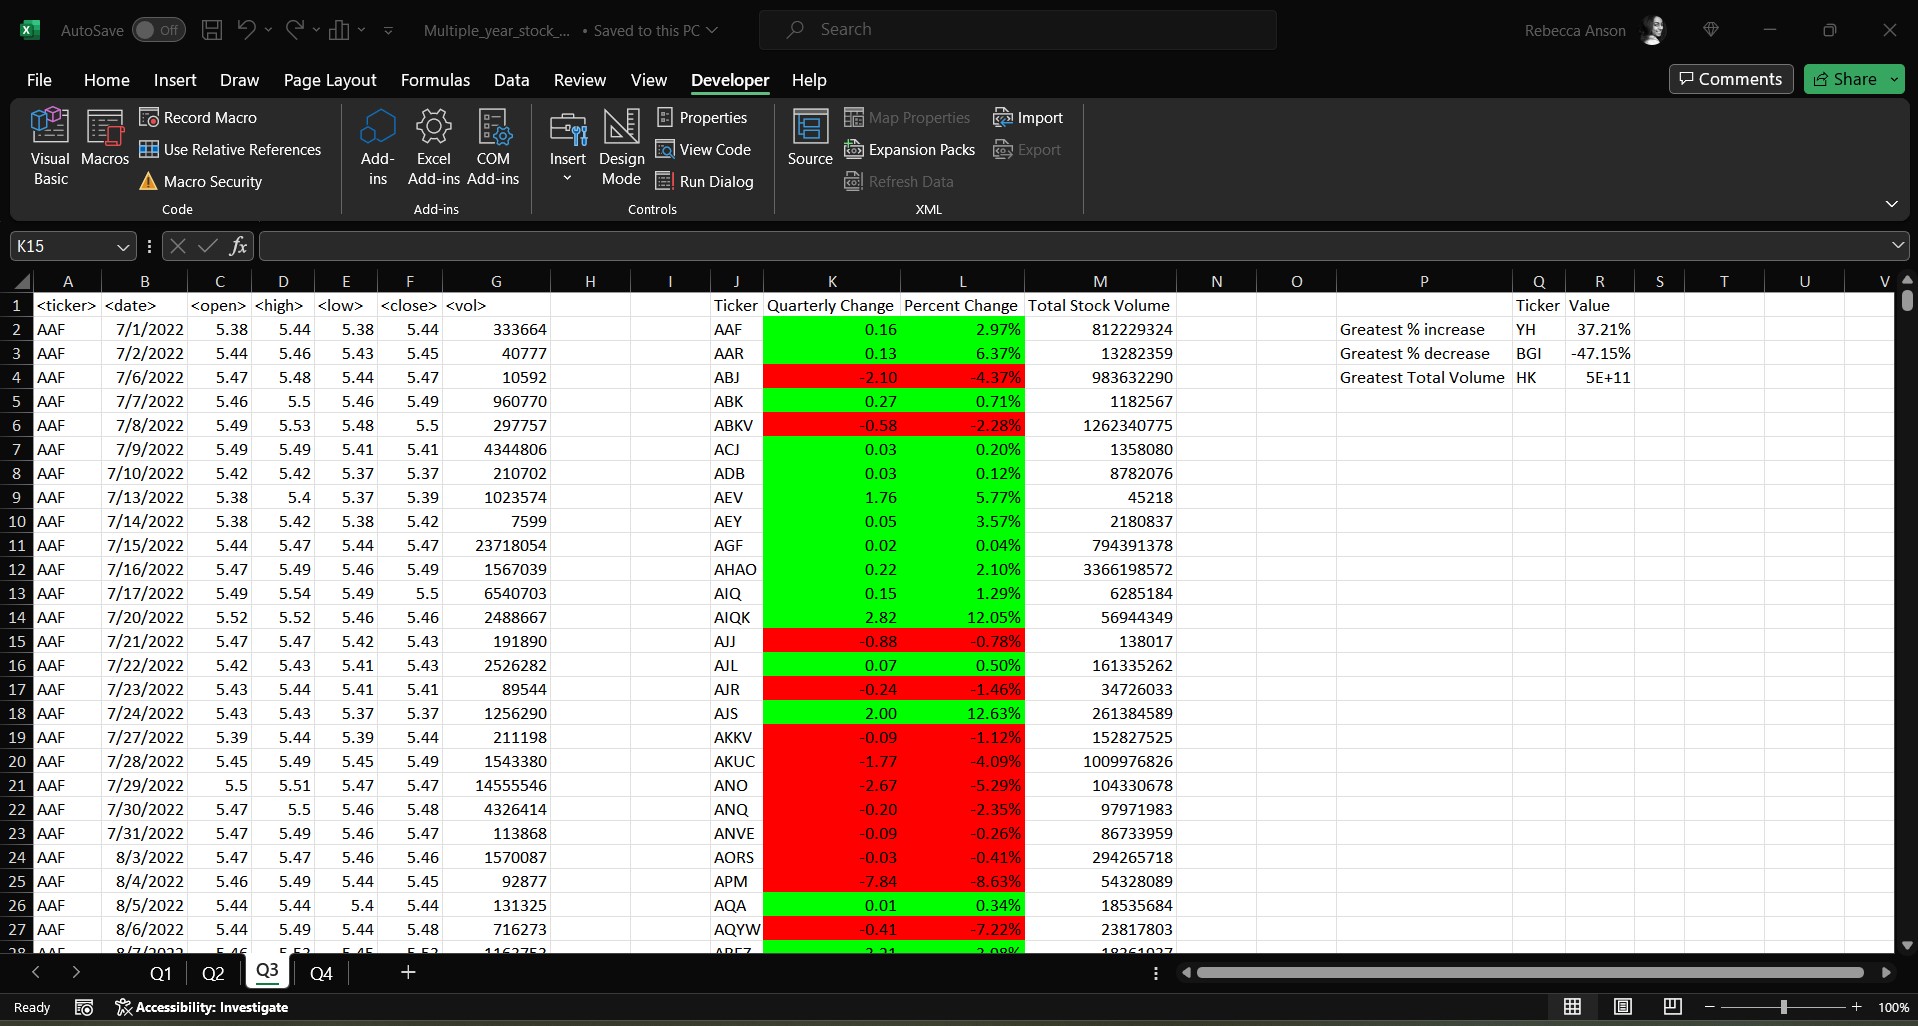 AutoSave Off Multiple_year_stock_... • Saved to this PC Search Rebecca Anson
File Home Insert Draw Page Layout Formulas Data Review View Developer Help Comments Share
Visual Basic Macros Record Macro Use Relative References Macro Security
Code
Add-ins Excel Add-ins COM Add-ins
Add-ins
Insert Design Mode Properties View Code Run Dialog
Controls
Source Map Properties Expansion Packs Refresh Data Import Export
XML
K15 fx
A B C D E F G H I J K L M N O P Q R S T U V
1 <ticker> <date> <open> <high> <low> <close> <vol> Ticker Quarterly Change Percent Change Total Stock Volume Ticker Value
2 AAF 7/1/2022 5.38 5.44 5.38 5.44 333664 AAF 0.16 2.97% 812229324 Greatest % increase YH 37.21%
3 AAF 7/2/2022 5.44 5.46 5.43 5.45 40777 AAR 0.13 6.37% 13282359 Greatest % decrease BGI -47.15%
4 AAF 7/6/2022 5.47 5.48 5.44 5.47 10592 ABJ -2.10 -4.37% 983632290 Greatest Total Volume HK 5E+11
5 AAF 7/7/2022 5.46 5.5 5.46 5.49 960770 ABK 0.27 0.71% 1182567
6 AAF 7/8/2022 5.49 5.53 5.48 5.5 297757 ABKV -0.58 -2.28% 1262340775
7 AAF 7/9/2022 5.49 5.49 5.41 5.41 4344806 ACJ 0.03 0.20% 1358080
8 AAF 7/10/2022 5.42 5.42 5.37 5.37 210702 ADB 0.03 0.12% 8782076
9 AAF 7/13/2022 5.38 5.4 5.37 5.39 1023574 AEV 1.76 5.77% 45218
10 AAF 7/14/2022 5.38 5.42 5.38 5.42 7599 AEY 0.05 3.57% 2180837
11 AAF 7/15/2022 5.44 5.47 5.44 5.47 23718054 AGF 0.02 0.04% 794391378
12 AAF 7/16/2022 5.47 5.49 5.46 5.49 1567039 AHAO 0.22 2.10% 3366198572
13 AAF 7/17/2022 5.49 5.54 5.49 5.5 6540703 AIQ 0.15 1.29% 6285184
14 AAF 7/20/2022 5.52 5.52 5.46 5.46 2488667 AIQK 2.82 12.05% 56944349
15 AAF 7/21/2022 5.47 5.47 5.42 5.43 191890 AJJ -0.88 -0.78% 138017
16 AAF 7/22/2022 5.42 5.43 5.41 5.43 2526282 AJL 0.07 0.50% 161335262
17 AAF 7/23/2022 5.43 5.44 5.41 5.41 89544 AJR -0.24 -1.46% 34726033
18 AAF 7/24/2022 5.43 5.43 5.37 5.37 1256290 AJS 2.00 12.63% 261384589
19 AAF 7/27/2022 5.39 5.44 5.39 5.44 211198 AKKV -0.09 -1.12% 152827525
20 AAF 7/28/2022 5.45 5.49 5.45 5.49 1543380 AKUC -1.77 -4.09% 1009976826
21 AAF 7/29/2022 5.5 5.51 5.47 5.47 14555546 ANO -2.67 -5.29% 104330678
22 AAF 7/30/2022 5.47 5.5 5.46 5.48 4326414 ANQ -0.20 -2.35% 97971983
23 AAF 7/31/2022 5.47 5.49 5.46 5.47 113868 ANVE -0.09 -0.26% 86733959
24 AAF 8/3/2022 5.47 5.47 5.46 5.46 1570087 AORS -0.03 -0.41% 294265718
25 AAF 8/4/2022 5.46 5.49 5.44 5.45 92877 APM -7.84 -8.63% 54328089
26 AAF 8/5/2022 5.44 5.44 5.4 5.44 131325 AQA 0.01 0.34% 18535684
27 AAF 8/6/2022 5.44 5.49 5.44 5.48 716273 AQYW -0.41 -7.22% 23817803
Q1 Q2 Q3 Q4
Ready Accessibility: Investigate 100%